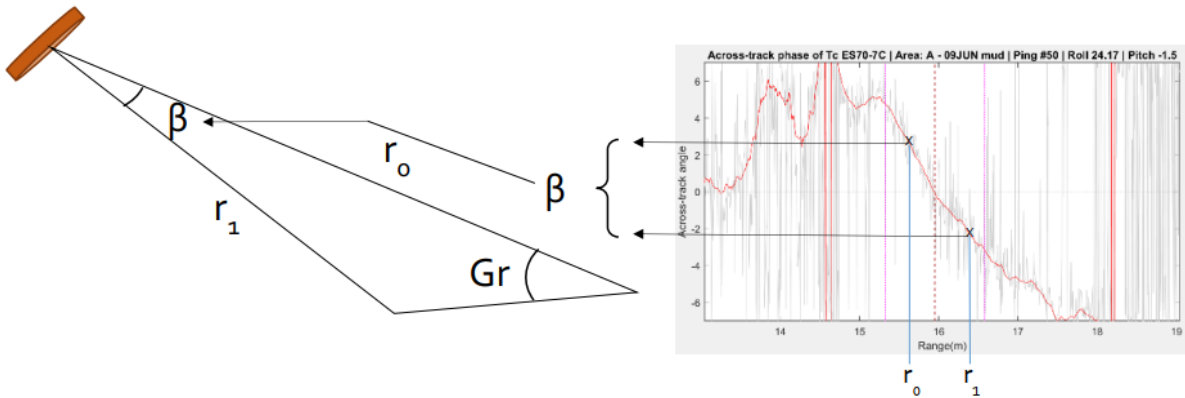 β
r₀
r₁
Gr
β
Across-track phase of Tc ES70-7C | Area: A - 09JUN mud | Ping #50 | Roll 24.17 | Pitch -1.5
Across-track angle
6
4
2
0
-2
-4
-6
14 15 16 17 18 19
Range(m)
r₀ r₁